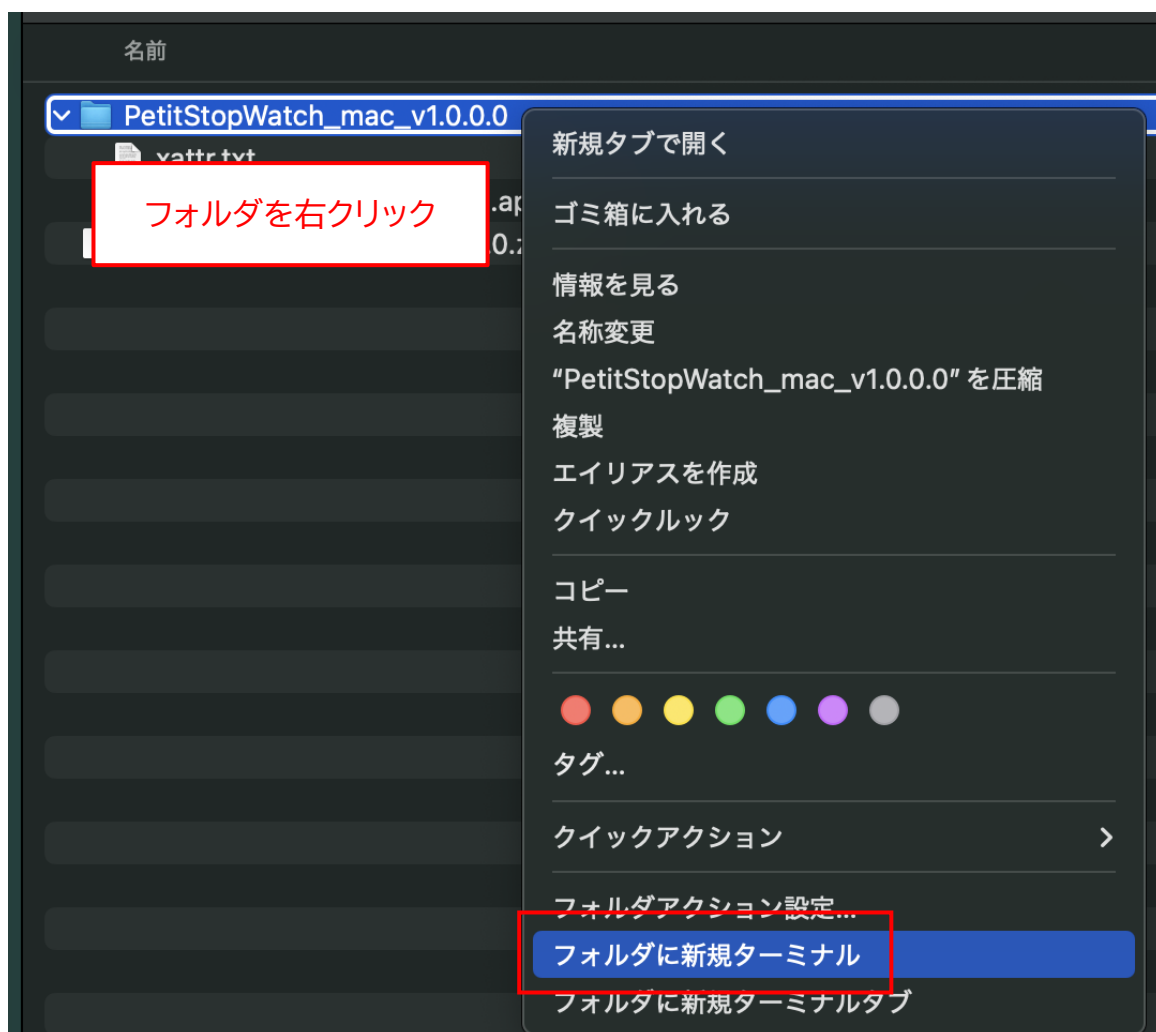 名前
PetitStopWatch_mac_v1.0.0.0
xattr.txt
フォルダを右クリック
新規タブで開く
ゴミ箱に入れる
情報を見る
名称変更
“PetitStopWatch_mac_v1.0.0.0” を圧縮
複製
エイリアスを作成
クイックルック
コピー
共有...
タグ...
クイックアクション
フォルダアクション設定...
フォルダに新規ターミナル
フォルダに新規ターミナルタブ